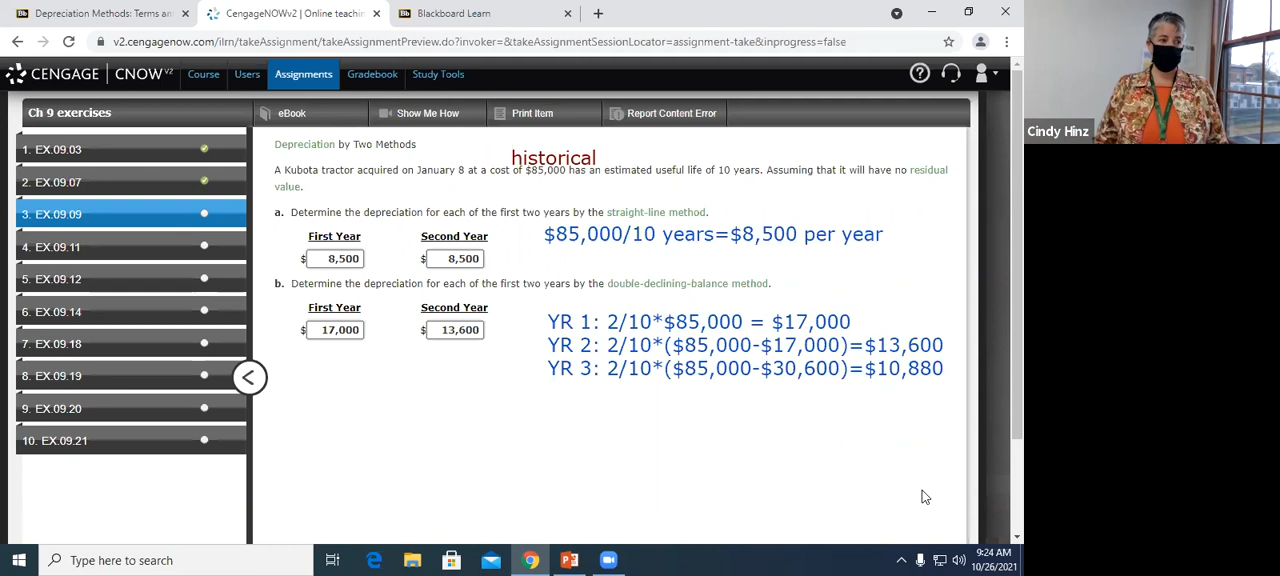 Depreciation Methods: Terms an
CengageNOWv2 | Online teachin
Blackboard Learn
v2.cengagenow.com/ilrn/takeAssignment/takeAssignmentPreview.do?invoker=&takeAssignmentSessionLocator=assignment-take&inprogress=false
CENGAGE | CNOWv2
Course
Users
Assignments
Gradebook
Study Tools
Ch 9 exercises
eBook
Show Me How
Print Item
Report Content Error
1. EX.09.03
2. EX.09.07
3. EX.09.09
4. EX.09.11
5. EX.09.12
6. EX.09.14
7. EX.09.18
8. EX.09.19
9. EX.09.20
10. EX.09.21
Depreciation by Two Methods
historical
A Kubota tractor acquired on January 8 at a cost of $85,000 has an estimated useful life of 10 years. Assuming that it will have no residual
value.
a. Determine the depreciation for each of the first two years by the straight-line method.
First Year Second Year
$ 8,500 $ 8,500
$85,000/10 years=$8,500 per year
b. Determine the depreciation for each of the first two years by the double-declining-balance method.
First Year Second Year
$ 17,000 $ 13,600
YR 1: 2/10*$85,000 = $17,000
YR 2: 2/10*($85,000-$17,000)=$13,600
YR 3: 2/10*($85,000-$30,600)=$10,880
Cindy Hinz
Type here to search
9:24 AM
10/26/2021